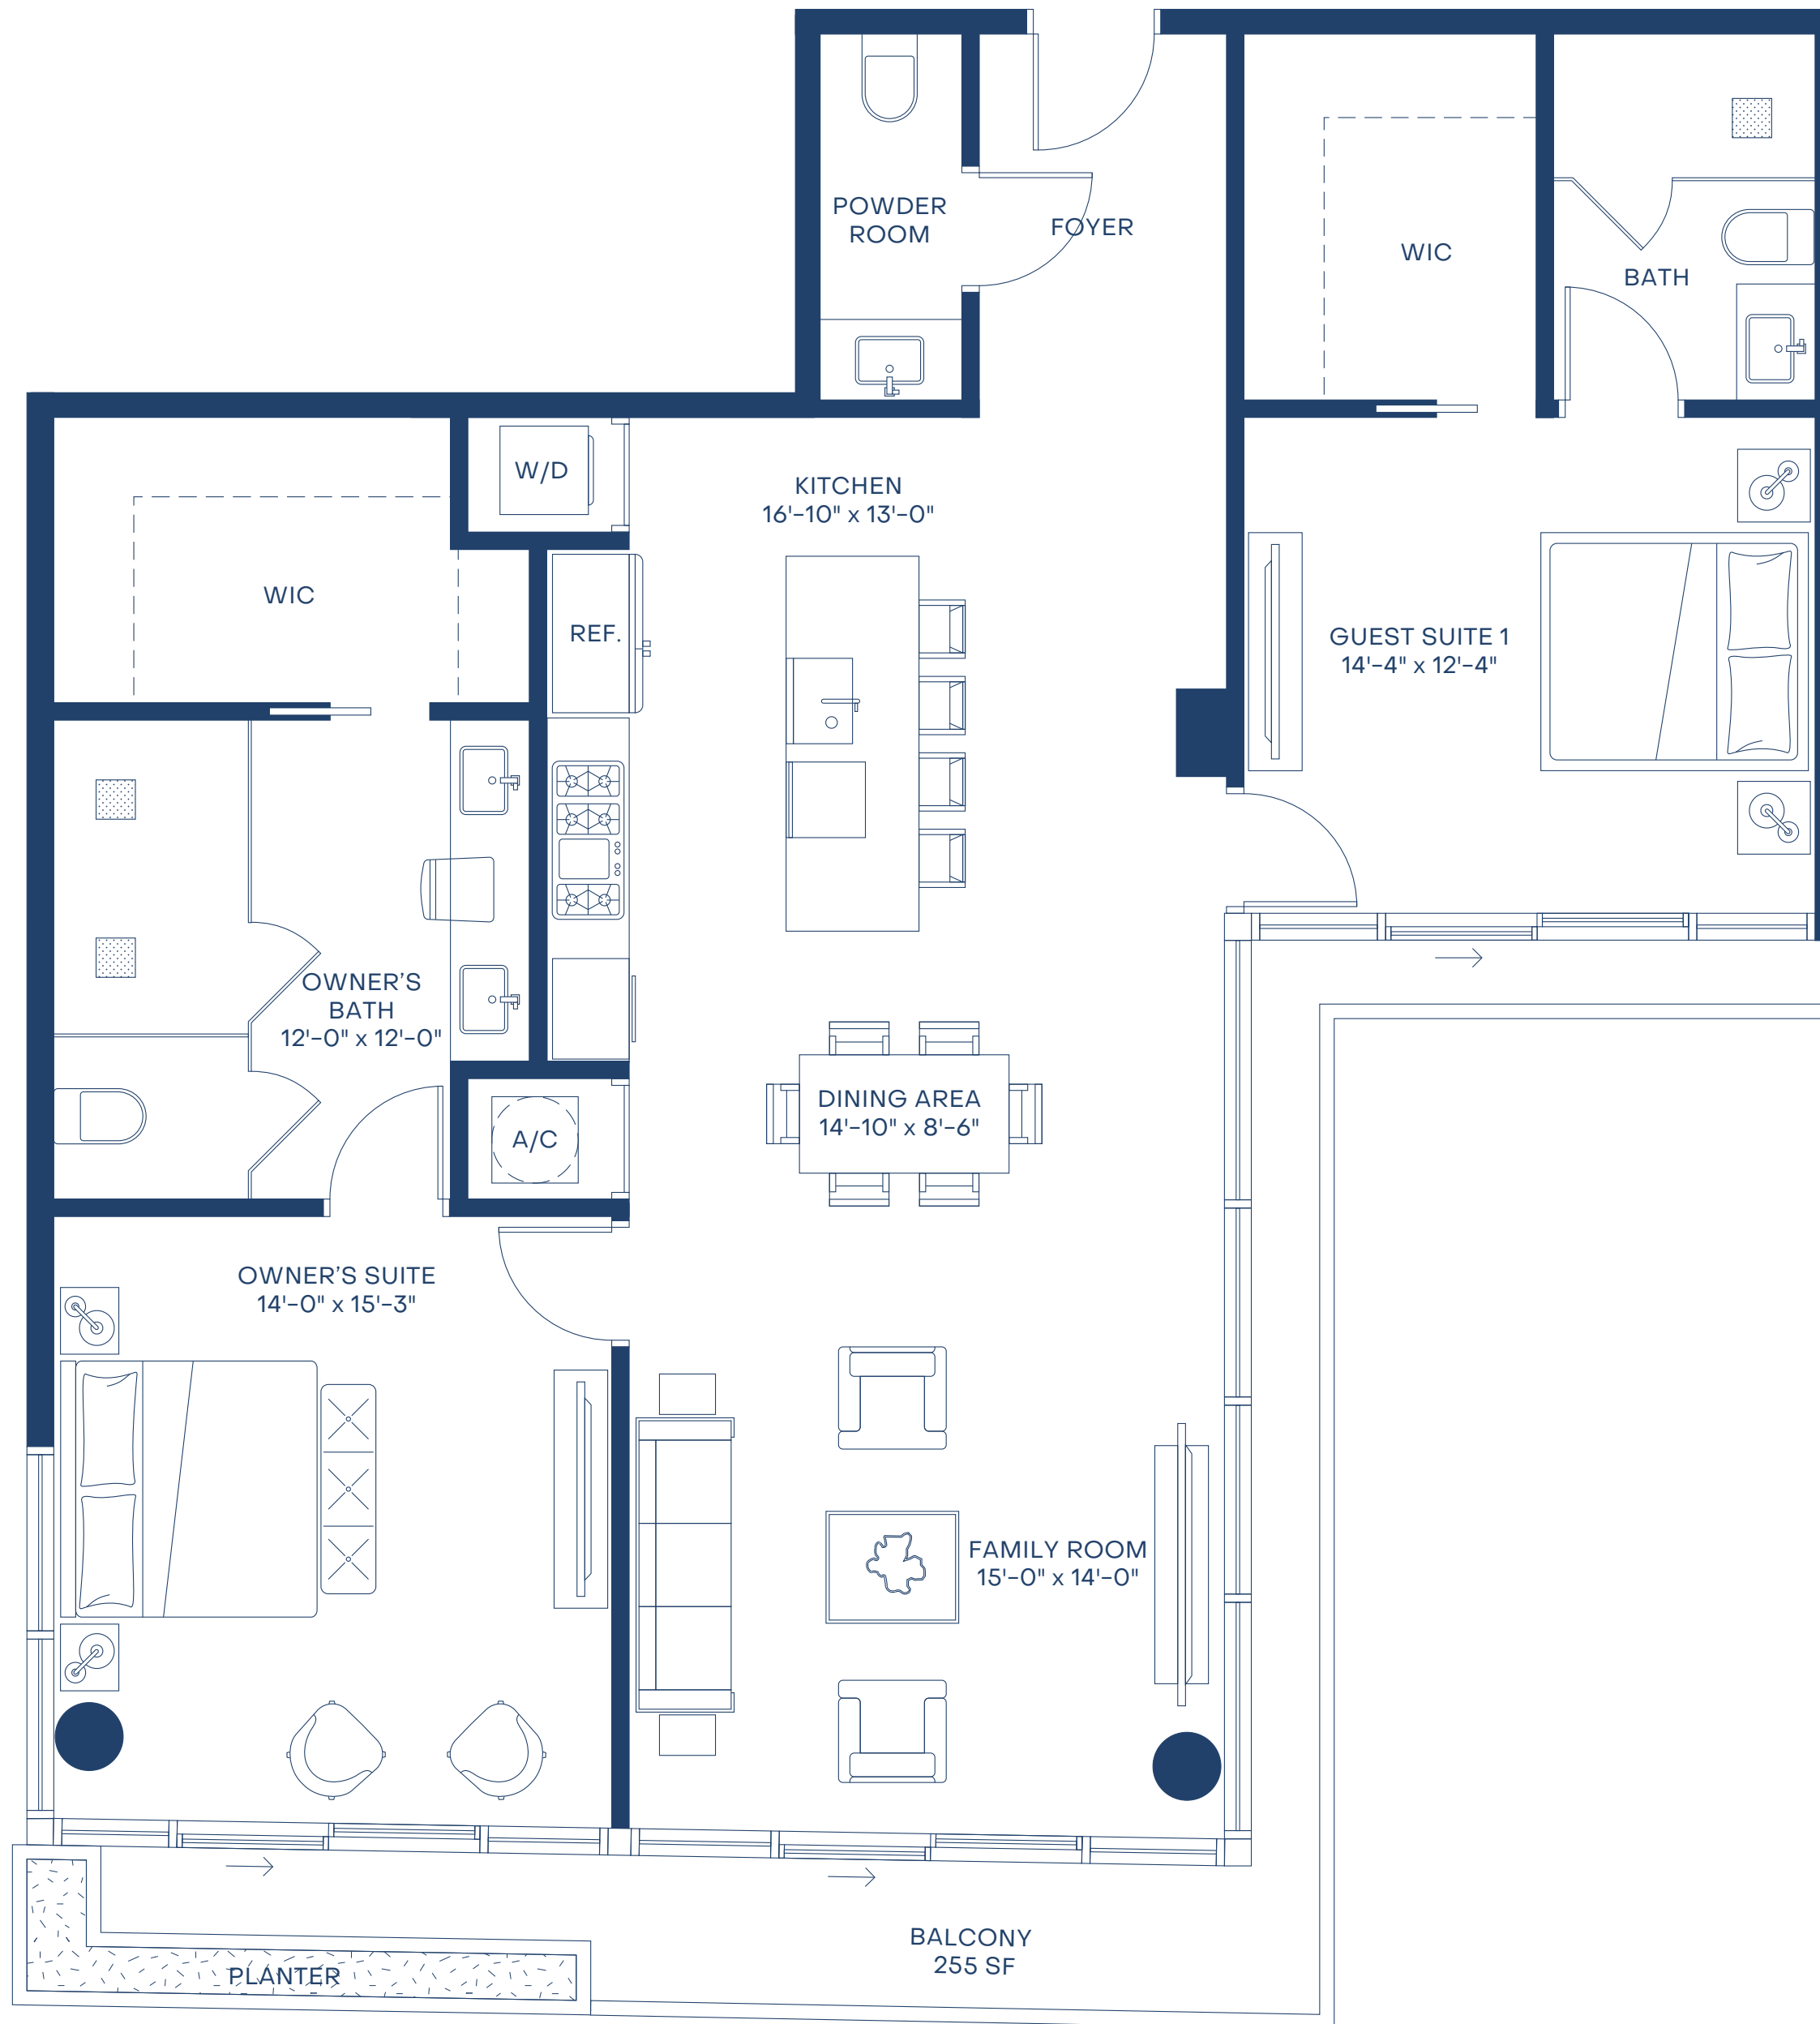 POWDER
ROOM
FOYER
WIC
BATH
W/D
KITCHEN
16'-10" x 13'-0"
WIC
REF.
GUEST SUITE 1
14'-4" x 12'-4"
OWNER'S
BATH
12'-0" x 12'-0"
DINING AREA
14'-10" x 8'-6"
A/C
OWNER'S SUITE
14'-0" x 15'-3"
FAMILY ROOM
15'-0" x 14'-0"
BALCONY
255 SF
PLANTER